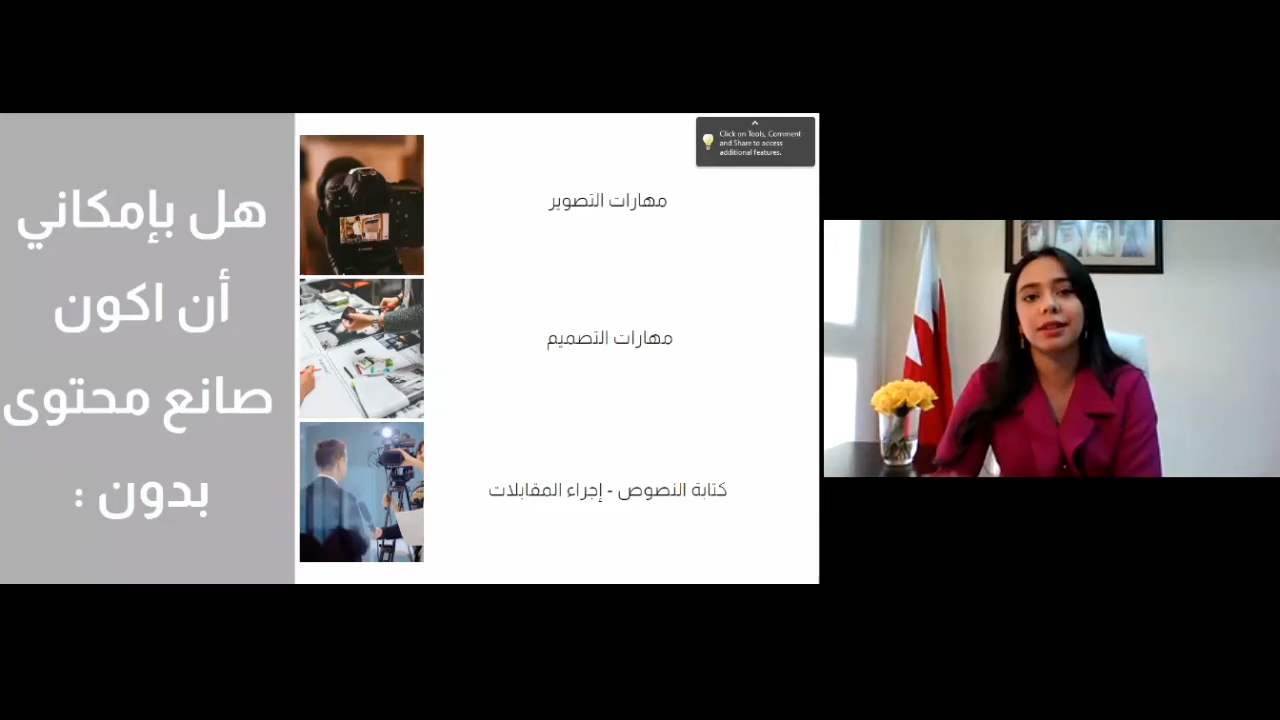 هل بإمكاني
أن اكون
صانع محتوى
بدون :
مهارات التصوير
مهارات التصميم
كتابة النصوص - إجراء المقابلات
Click on Tools, Comment
and Share to access
additional features.